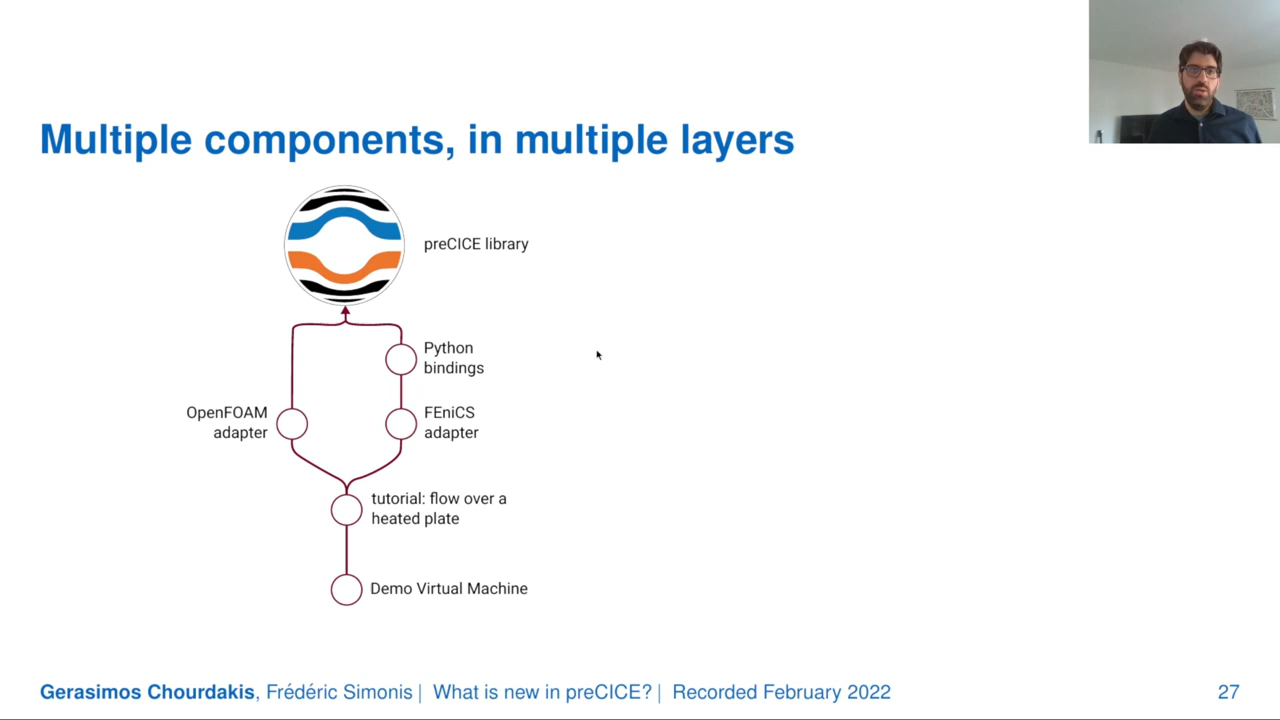 Multiple components, in multiple layers
preCICE library
Python
bindings
OpenFOAM
adapter
FEniCS
adapter
tutorial: flow over a
heated plate
Demo Virtual Machine
Gerasimos Chourdakis, Frédéric Simonis | What is new in preCICE? | Recorded February 2022
27